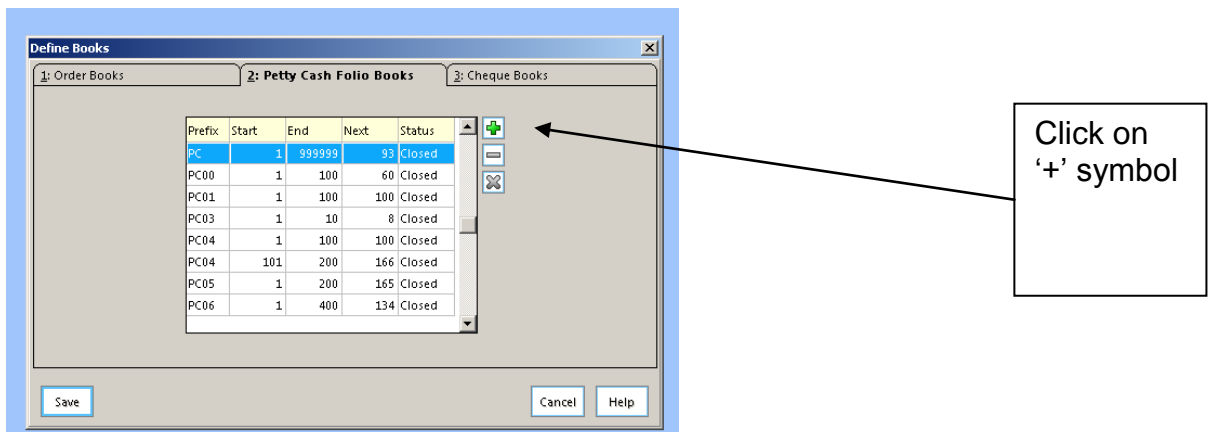 Define Books
1: Order Books 2: Petty Cash Folio Books 3: Cheque Books
Prefix Start End Next Status
PC 1 999999 93 Closed
PC00 1 100 60 Closed
PC01 1 100 100 Closed
PC03 1 10 8 Closed
PC04 1 100 100 Closed
PC04 101 200 166 Closed
PC05 1 200 165 Closed
PC06 1 400 134 Closed
Save Cancel Help
Click on
‘+’ symbol